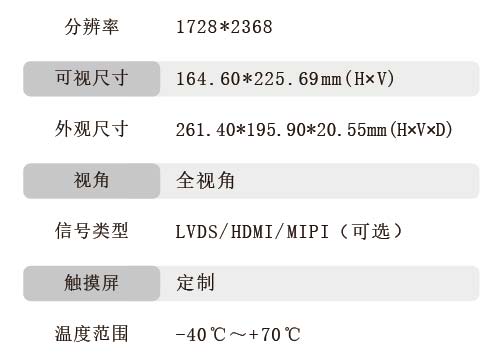 分辨率 1728*2368
可视尺寸 164.60*225.69mm(H×V)
外观尺寸 261.40*195.90*20.55mm(H×V×D)
视角 全视角
信号类型 LVDS/HDMI/MIPI（可选）
触摸屏 定制
温度范围 -40℃～+70℃